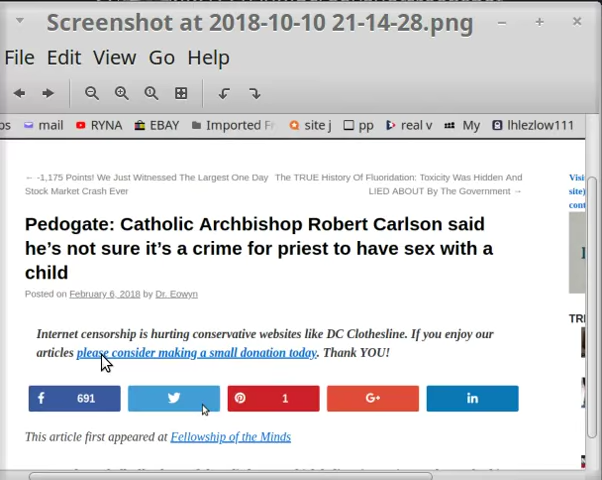 Screenshot at 2018-10-10 21-14-28.png
File Edit View Go Help
mail RYNA EBAY Imported site j pp real v My lhlezlow111
← -1,175 Points! We Just Witnessed The Largest One Day
Stock Market Crash Ever
The TRUE History Of Fluoridation: Toxicity Was Hidden And
LIED ABOUT By The Government →
Pedogate: Catholic Archbishop Robert Carlson said
he's not sure it's a crime for priest to have sex with a
child
Posted on February 6, 2018 by Dr. Eowyn
Internet censorship is hurting conservative websites like DC Clothesline. If you enjoy our
articles please consider making a small donation today. Thank YOU!
691
1
G+
in
This article first appeared at Fellowship of the Minds